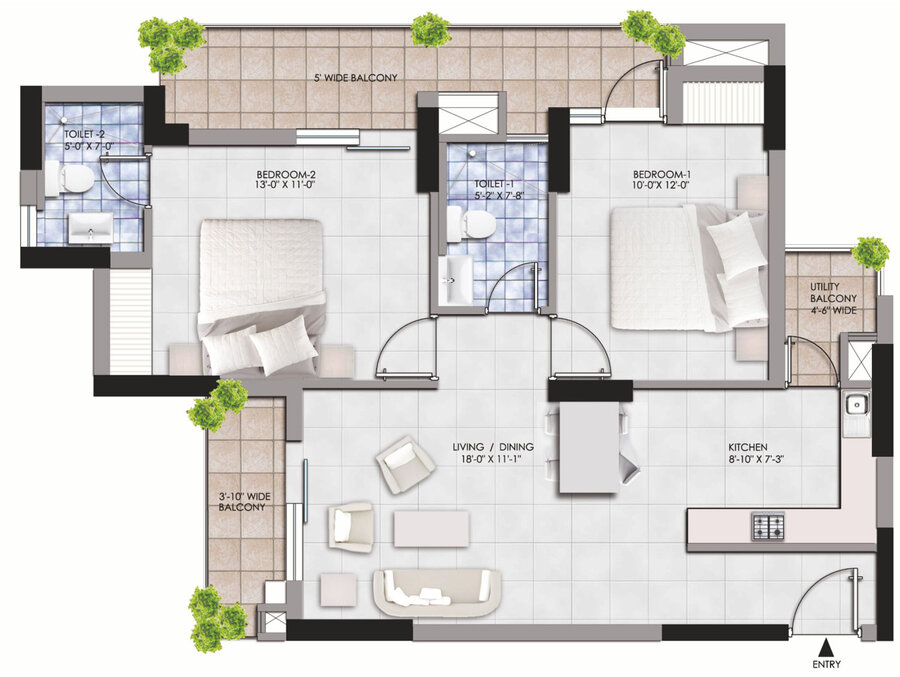 5' WIDE BALCONY
TOILET -2
5'-0" X 7'-0"
BEDROOM-2
13'-0" X 11'-0"
TOILET -1
5'-2" X 7'-8"
BEDROOM-1
10'-0"X 12'-0"
UTILITY
BALCONY
4'-6" WIDE
LIVING / DINING
18'-0" X 11'-1"
KITCHEN
8'-10" X 7'-3"
3'-10" WIDE
BALCONY
ENTRY